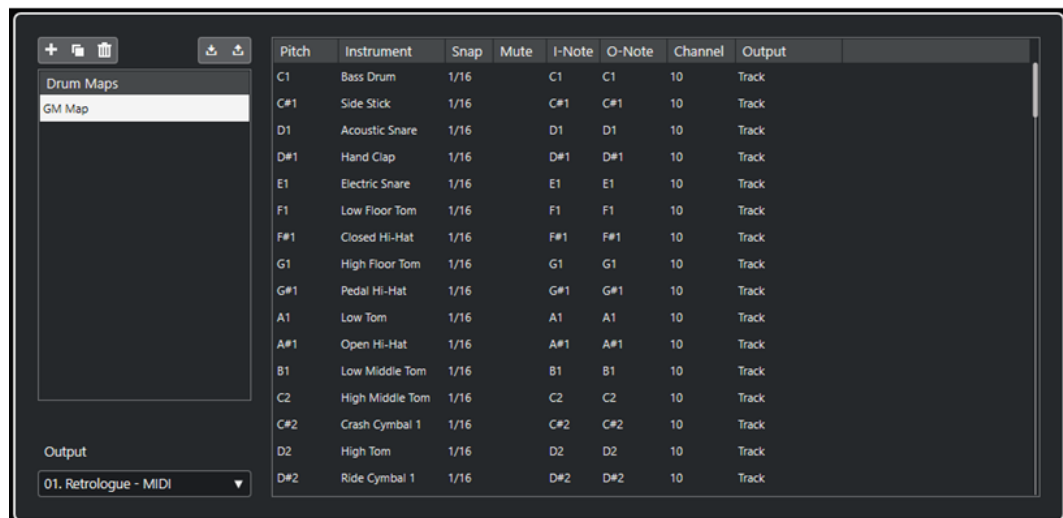 Drum Maps
GM Map
Output
01. Retrologue - MIDI
Pitch Instrument Snap Mute I-Note O-Note Channel Output
C1 Bass Drum 1/16 C1 C1 10 Track
C#1 Side Stick 1/16 C#1 C#1 10 Track
D1 Acoustic Snare 1/16 D1 D1 10 Track
D#1 Hand Clap 1/16 D#1 D#1 10 Track
E1 Electric Snare 1/16 E1 E1 10 Track
F1 Low Floor Tom 1/16 F1 F1 10 Track
F#1 Closed Hi-Hat 1/16 F#1 F#1 10 Track
G1 High Floor Tom 1/16 G1 G1 10 Track
G#1 Pedal Hi-Hat 1/16 G#1 G#1 10 Track
A1 Low Tom 1/16 A1 A1 10 Track
A#1 Open Hi-Hat 1/16 A#1 A#1 10 Track
B1 Low Middle Tom 1/16 B1 B1 10 Track
C2 High Middle Tom 1/16 C2 C2 10 Track
C#2 Crash Cymbal 1 1/16 C#2 C#2 10 Track
D2 High Tom 1/16 D2 D2 10 Track
D#2 Ride Cymbal 1 1/16 D#2 D#2 10 Track